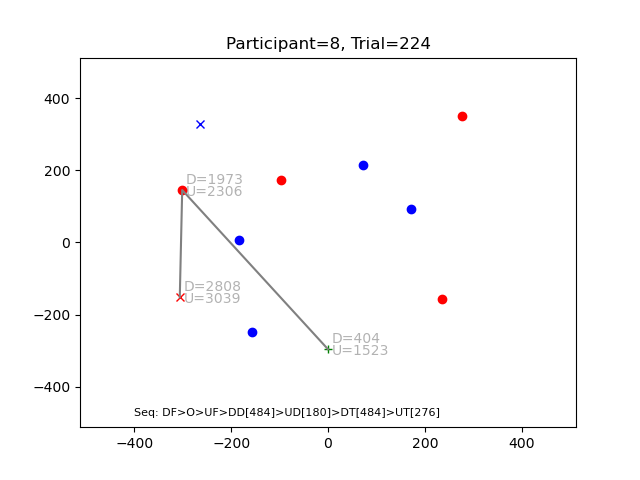 Participant=8, Trial=224
400
200
0
−200
−400
D=1973
U=2306
D=2808
U=3039
D=404
U=1523
Seq: DF>O>UF>DD[484]>UD[180]>DT[484]>UT[276]
−400 −200 0 200 400